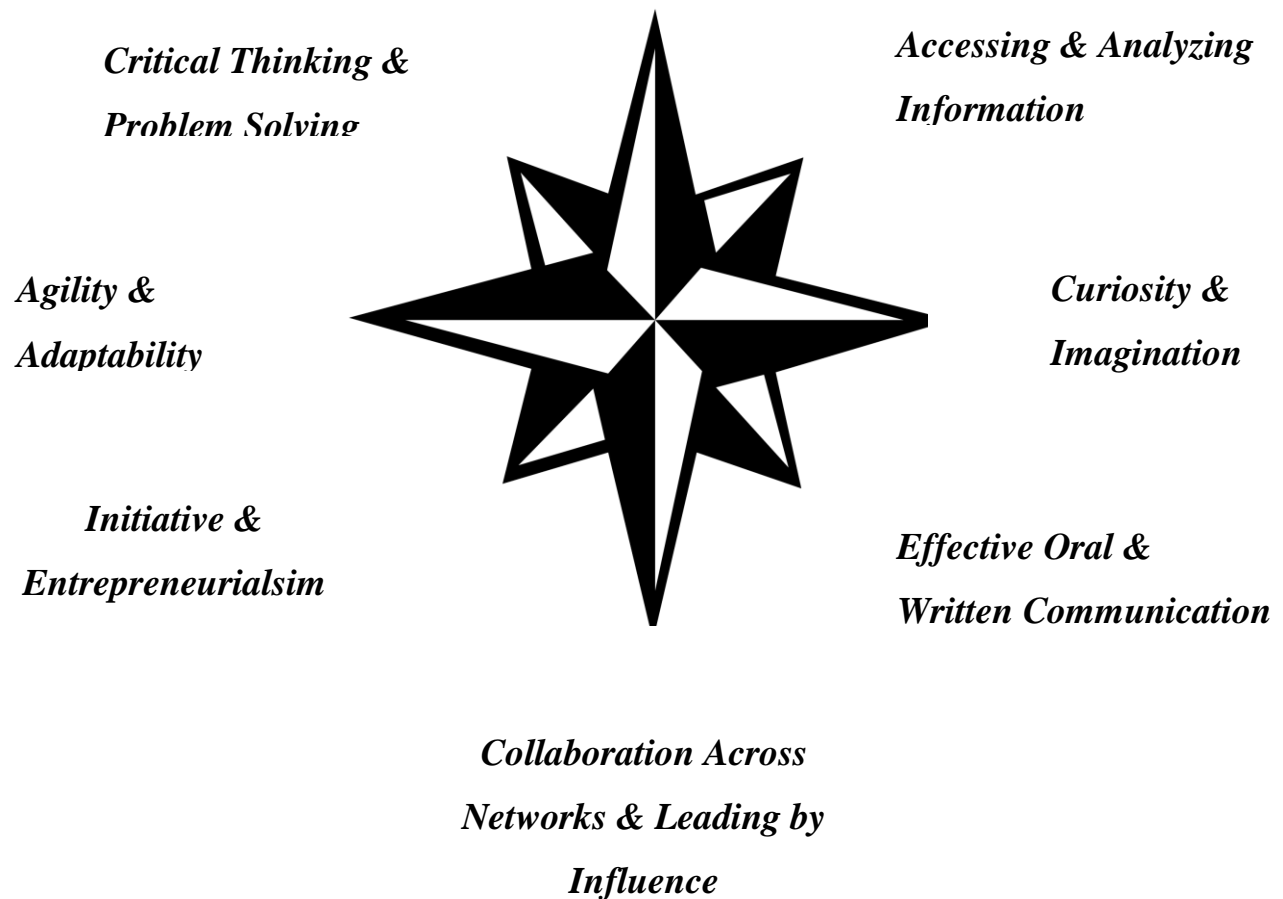 Critical Thinking &
Problem Solving
Accessing & Analyzing
Information
Agility &
Adaptability
Curiosity &
Imagination
Initiative &
Entrepreneurialsim
Effective Oral &
Written Communication
Collaboration Across
Networks & Leading by
Influence